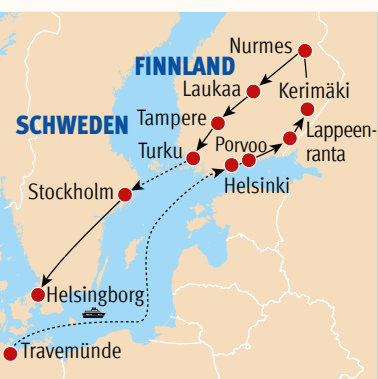 Nurmes
FINNLAND
Laukaa
Kerimäki
Tampere
SCHWEDEN
Lappeen-
ranta
Porvoo
Turku
Helsinki
Stockholm
Helsingborg
Travemünde